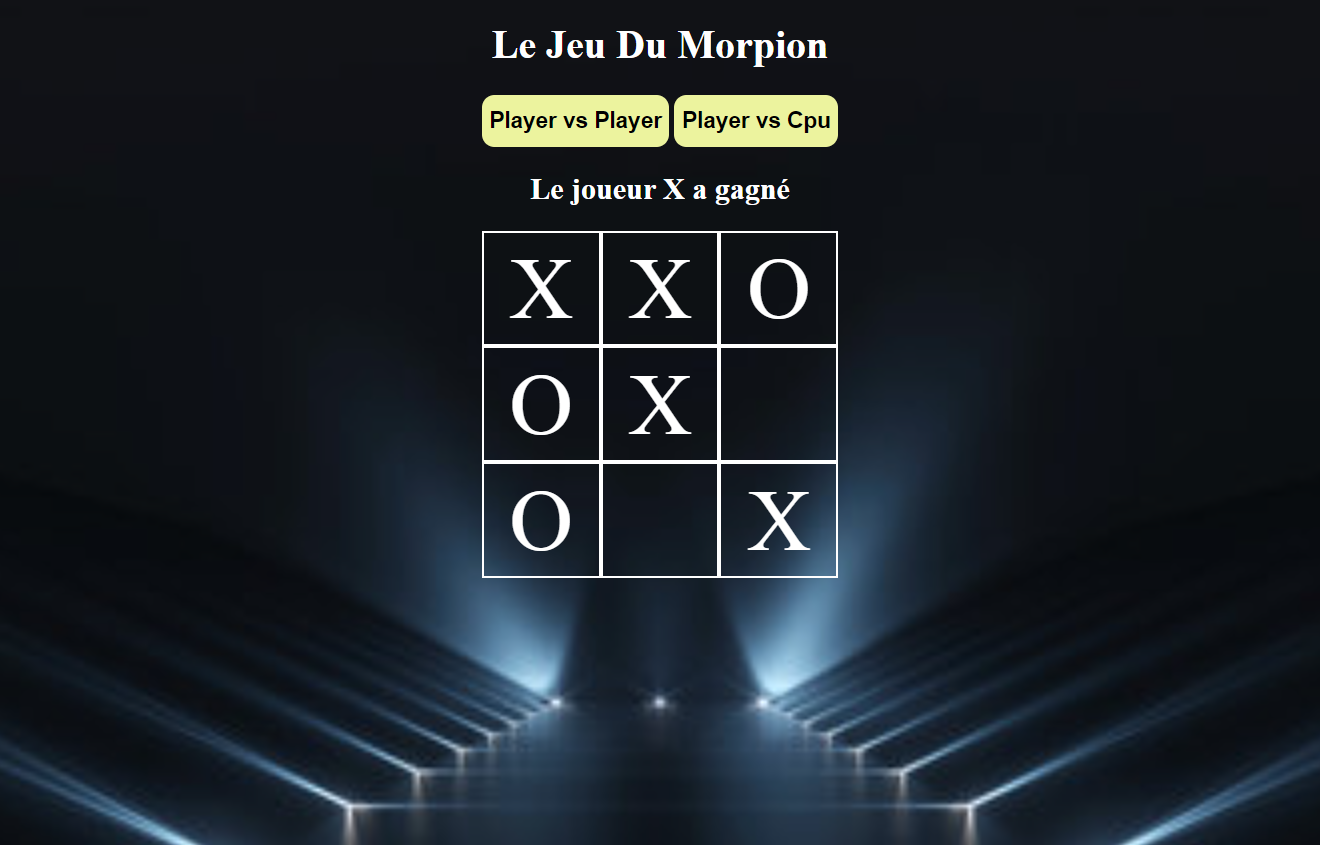 Le Jeu Du Morpion
Player vs Player Player vs Cpu
Le joueur X a gagné
X X O
O X
O X